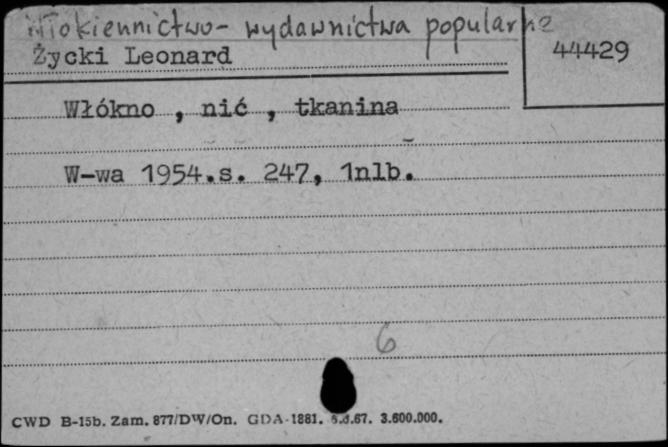 Włókiennictwo - wydawnictwa popularne
Życki Leonard
44429
Włókno , nić , tkanina
W-wa 1954.s. 247, 1nlb.
6
CWD B-15b. Zam. 877/DW/On. GDA-1881. 67. 3.600.000.